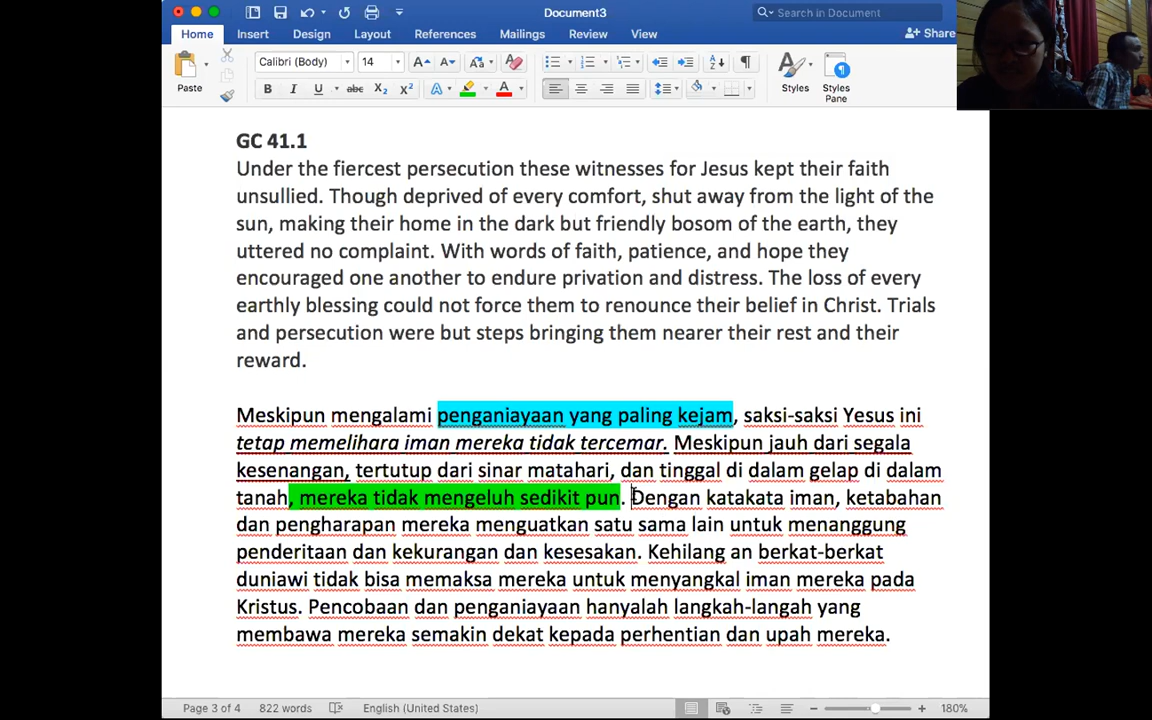 Document3
Search in Document
Home Insert Design Layout References Mailings Review View Share
Paste Calibri (Body) 14 Styles Styles Pane
GC 41.1
Under the fiercest persecution these witnesses for Jesus kept their faith
unsullied. Though deprived of every comfort, shut away from the light of the
sun, making their home in the dark but friendly bosom of the earth, they
uttered no complaint. With words of faith, patience, and hope they
encouraged one another to endure privation and distress. The loss of every
earthly blessing could not force them to renounce their belief in Christ. Trials
and persecution were but steps bringing them nearer their rest and their
reward.
Meskipun mengalami penganiayaan yang paling kejam, saksi-saksi Yesus ini
tetap memelihara iman mereka tidak tercemar. Meskipun jauh dari segala
kesenangan, tertutup dari sinar matahari, dan tinggal di dalam gelap di dalam
tanah, mereka tidak mengeluh sedikit pun. Dengan katakata iman, ketabahan
dan pengharapan mereka menguatkan satu sama lain untuk menanggung
penderitaan dan kekurangan dan kesesakan. Kehilang an berkat-berkat
duniawi tidak bisa memaksa mereka untuk menyangkal iman mereka pada
Kristus. Pencobaan dan penganiayaan hanyalah langkah-langah yang
membawa mereka semakin dekat kepada perhentian dan upah mereka.
Page 3 of 4 822 words English (United States) 180%